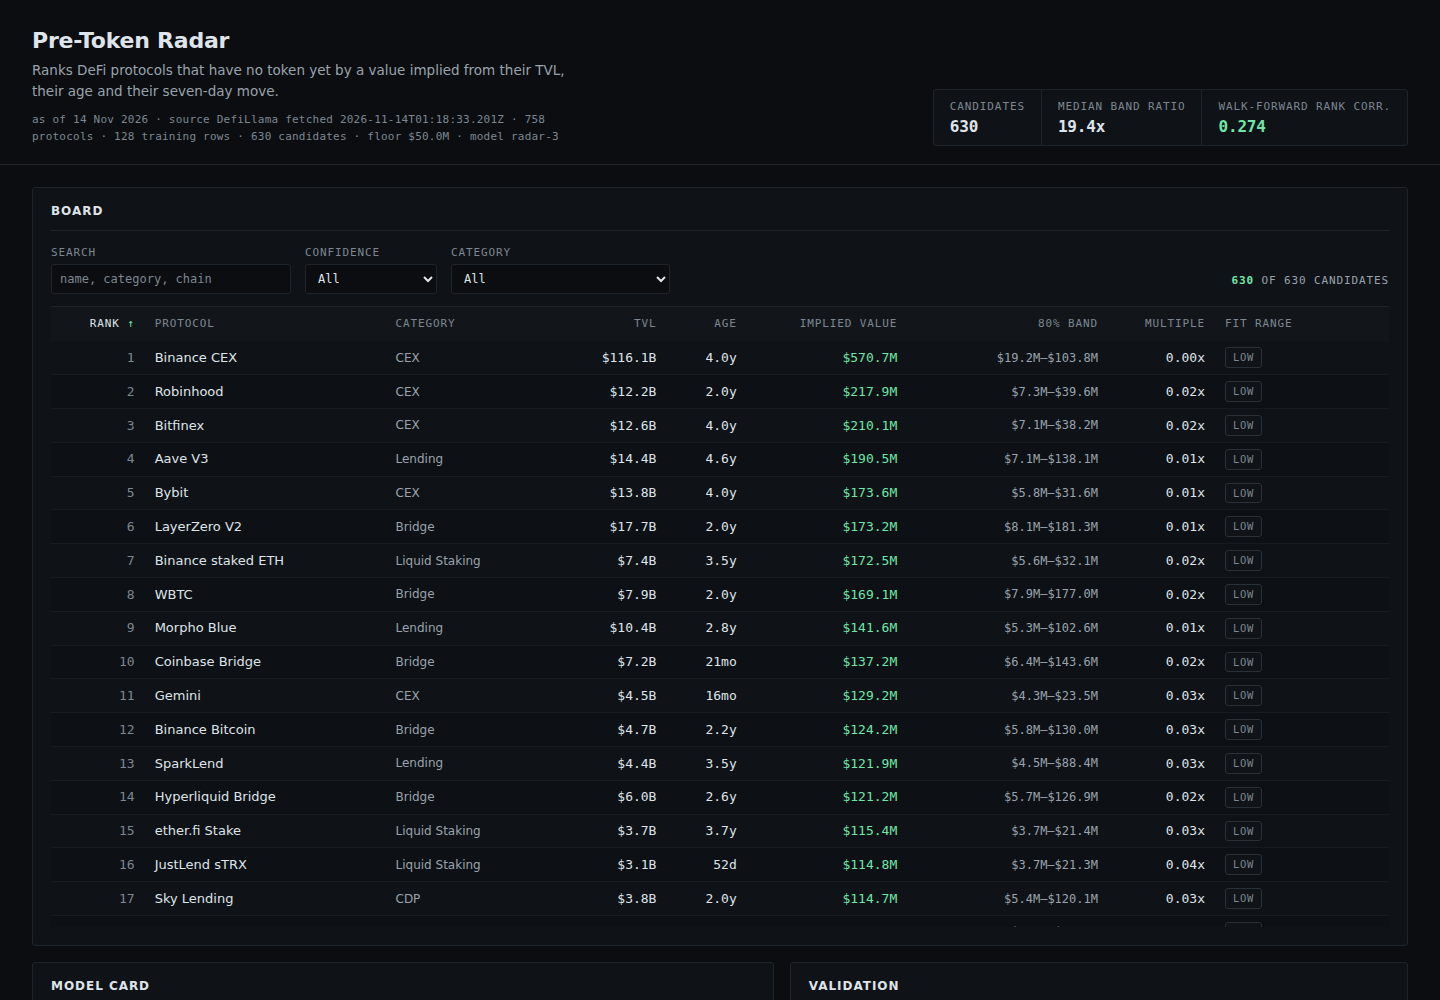 Pre-Token Radar
Ranks DeFi protocols that have no token yet by a value implied from their TVL,
their age and their seven-day move.
as of 14 Nov 2026 · source DefiLlama fetched 2026-11-14T01:18:33.201Z · 758
protocols · 128 training rows · 630 candidates · floor $50.0M · model radar-3
CANDIDATES MEDIAN BAND RATIO WALK-FORWARD RANK CORR.
630 19.4x 0.274
BOARD
SEARCH CONFIDENCE CATEGORY
name, category, chain All All 630 OF 630 CANDIDATES
RANK ↑ PROTOCOL CATEGORY TVL AGE IMPLIED VALUE 80% BAND MULTIPLE FIT RANGE
1 Binance CEX CEX $116.1B 4.0y $570.7M $19.2M–$103.8M 0.00x LOW
2 Robinhood CEX $12.2B 2.0y $217.9M $7.3M–$39.6M 0.02x LOW
3 Bitfinex CEX $12.6B 4.0y $210.1M $7.1M–$38.2M 0.02x LOW
4 Aave V3 Lending $14.4B 4.6y $190.5M $7.1M–$138.1M 0.01x LOW
5 Bybit CEX $13.8B 4.0y $173.6M $5.8M–$31.6M 0.01x LOW
6 LayerZero V2 Bridge $17.7B 2.0y $173.2M $8.1M–$181.3M 0.01x LOW
7 Binance staked ETH Liquid Staking $7.4B 3.5y $172.5M $5.6M–$32.1M 0.02x LOW
8 WBTC Bridge $7.9B 2.0y $169.1M $7.9M–$177.0M 0.02x LOW
9 Morpho Blue Lending $10.4B 2.8y $141.6M $5.3M–$102.6M 0.01x LOW
10 Coinbase Bridge Bridge $7.2B 21mo $137.2M $6.4M–$143.6M 0.02x LOW
11 Gemini CEX $4.5B 16mo $129.2M $4.3M–$23.5M 0.03x LOW
12 Binance Bitcoin Bridge $4.7B 2.2y $124.2M $5.8M–$130.0M 0.03x LOW
13 SparkLend Lending $4.4B 3.5y $121.9M $4.5M–$88.4M 0.03x LOW
14 Hyperliquid Bridge Bridge $6.0B 2.6y $121.2M $5.7M–$126.9M 0.02x LOW
15 ether.fi Stake Liquid Staking $3.7B 3.7y $115.4M $3.7M–$21.4M 0.03x LOW
16 JustLend sTRX Liquid Staking $3.1B 52d $114.8M $3.7M–$21.3M 0.04x LOW
17 Sky Lending CDP $3.8B 2.0y $114.7M $5.4M–$120.1M 0.03x LOW
MODEL CARD VALIDATION